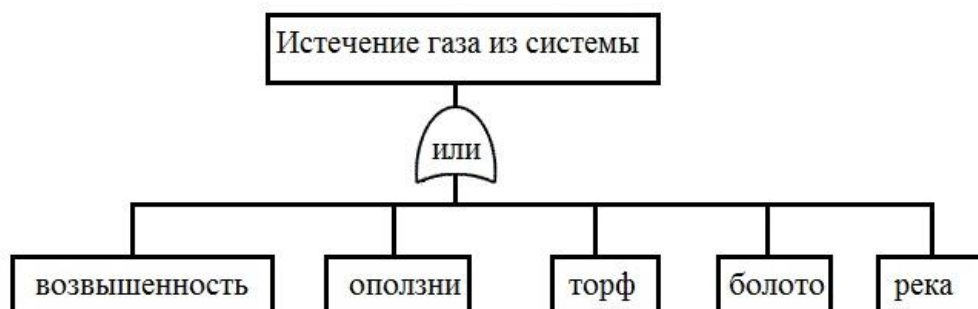 Истечение газа из системы
или
возвышенность
оползни
торф
болото
река